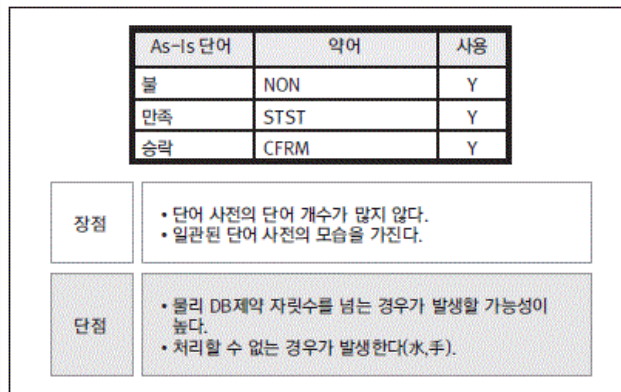 As-Is 단어 약어 사용
불 NON Y
만족 STST Y
승락 CFRM Y
장점
• 단어 사전의 단어 개수가 많지 않다.
• 일관된 단어 사전의 모습을 가진다.
단점
• 물리 DB제약 자릿수를 넘는 경우가 발생할 가능성이
높다.
• 처리할 수 없는 경우가 발생한다(水,手).